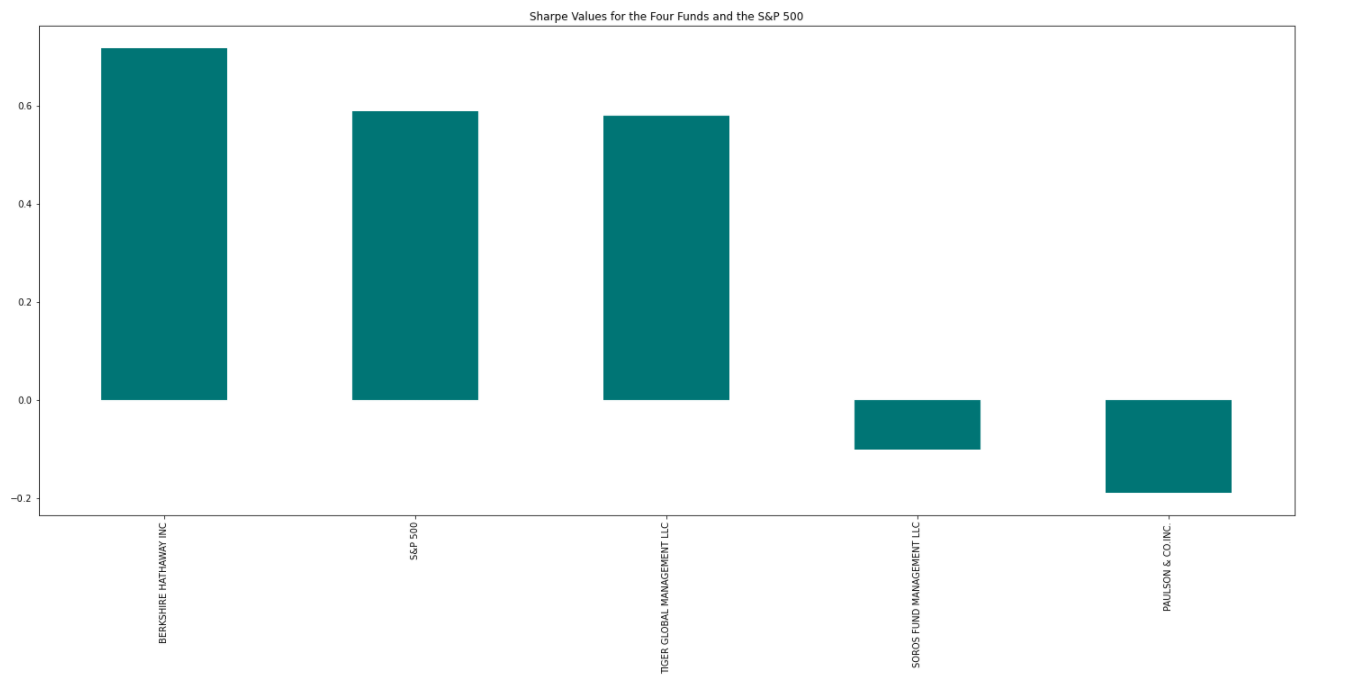 Sharpe Values for the Four Funds and the S&P 500
0.6
0.4
0.2
0.0
−0.2
BERKSHIRE HATHAWAY INC
S&P 500
TIGER GLOBAL MANAGEMENT LLC
SOROS FUND MANAGEMENT LLC
PAULSON & CO.INC.